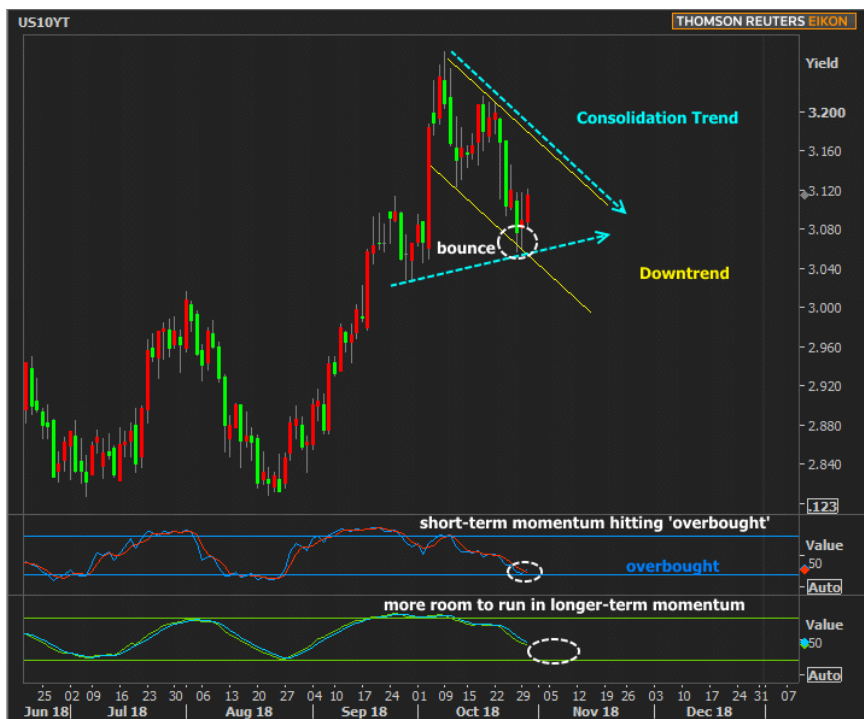 US10YT
THOMSON REUTERS EIKON
Yield
Consolidation Trend
3.200
3.160
3.120
3.080
bounce
Downtrend
3.040
3.000
2.960
2.920
2.880
2.840
.123
short-term momentum hitting 'overbought'
Value
overbought
50
Auto
more room to run in longer-term momentum
Value
50
Auto
25 02 09 16 23 30 06 13 20 27 04 10 17 24 01 09 15 22 29 05 12 19 26 03 10 17 24 31 07
Jun 18 Jul 18 Aug 18 Sep 18 Oct 18 Nov 18 Dec 18